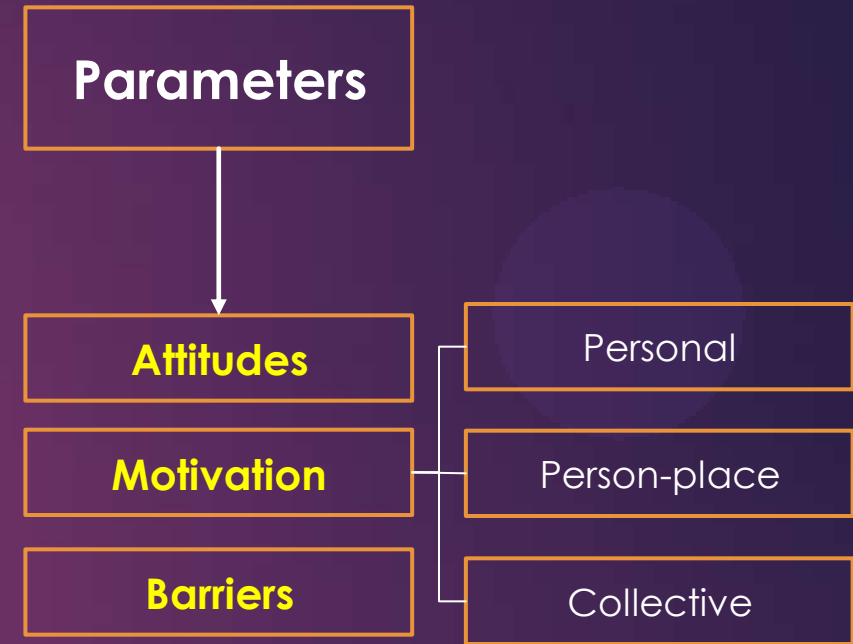 Parameters
Attitudes
Motivation
Barriers
Personal
Person-place
Collective